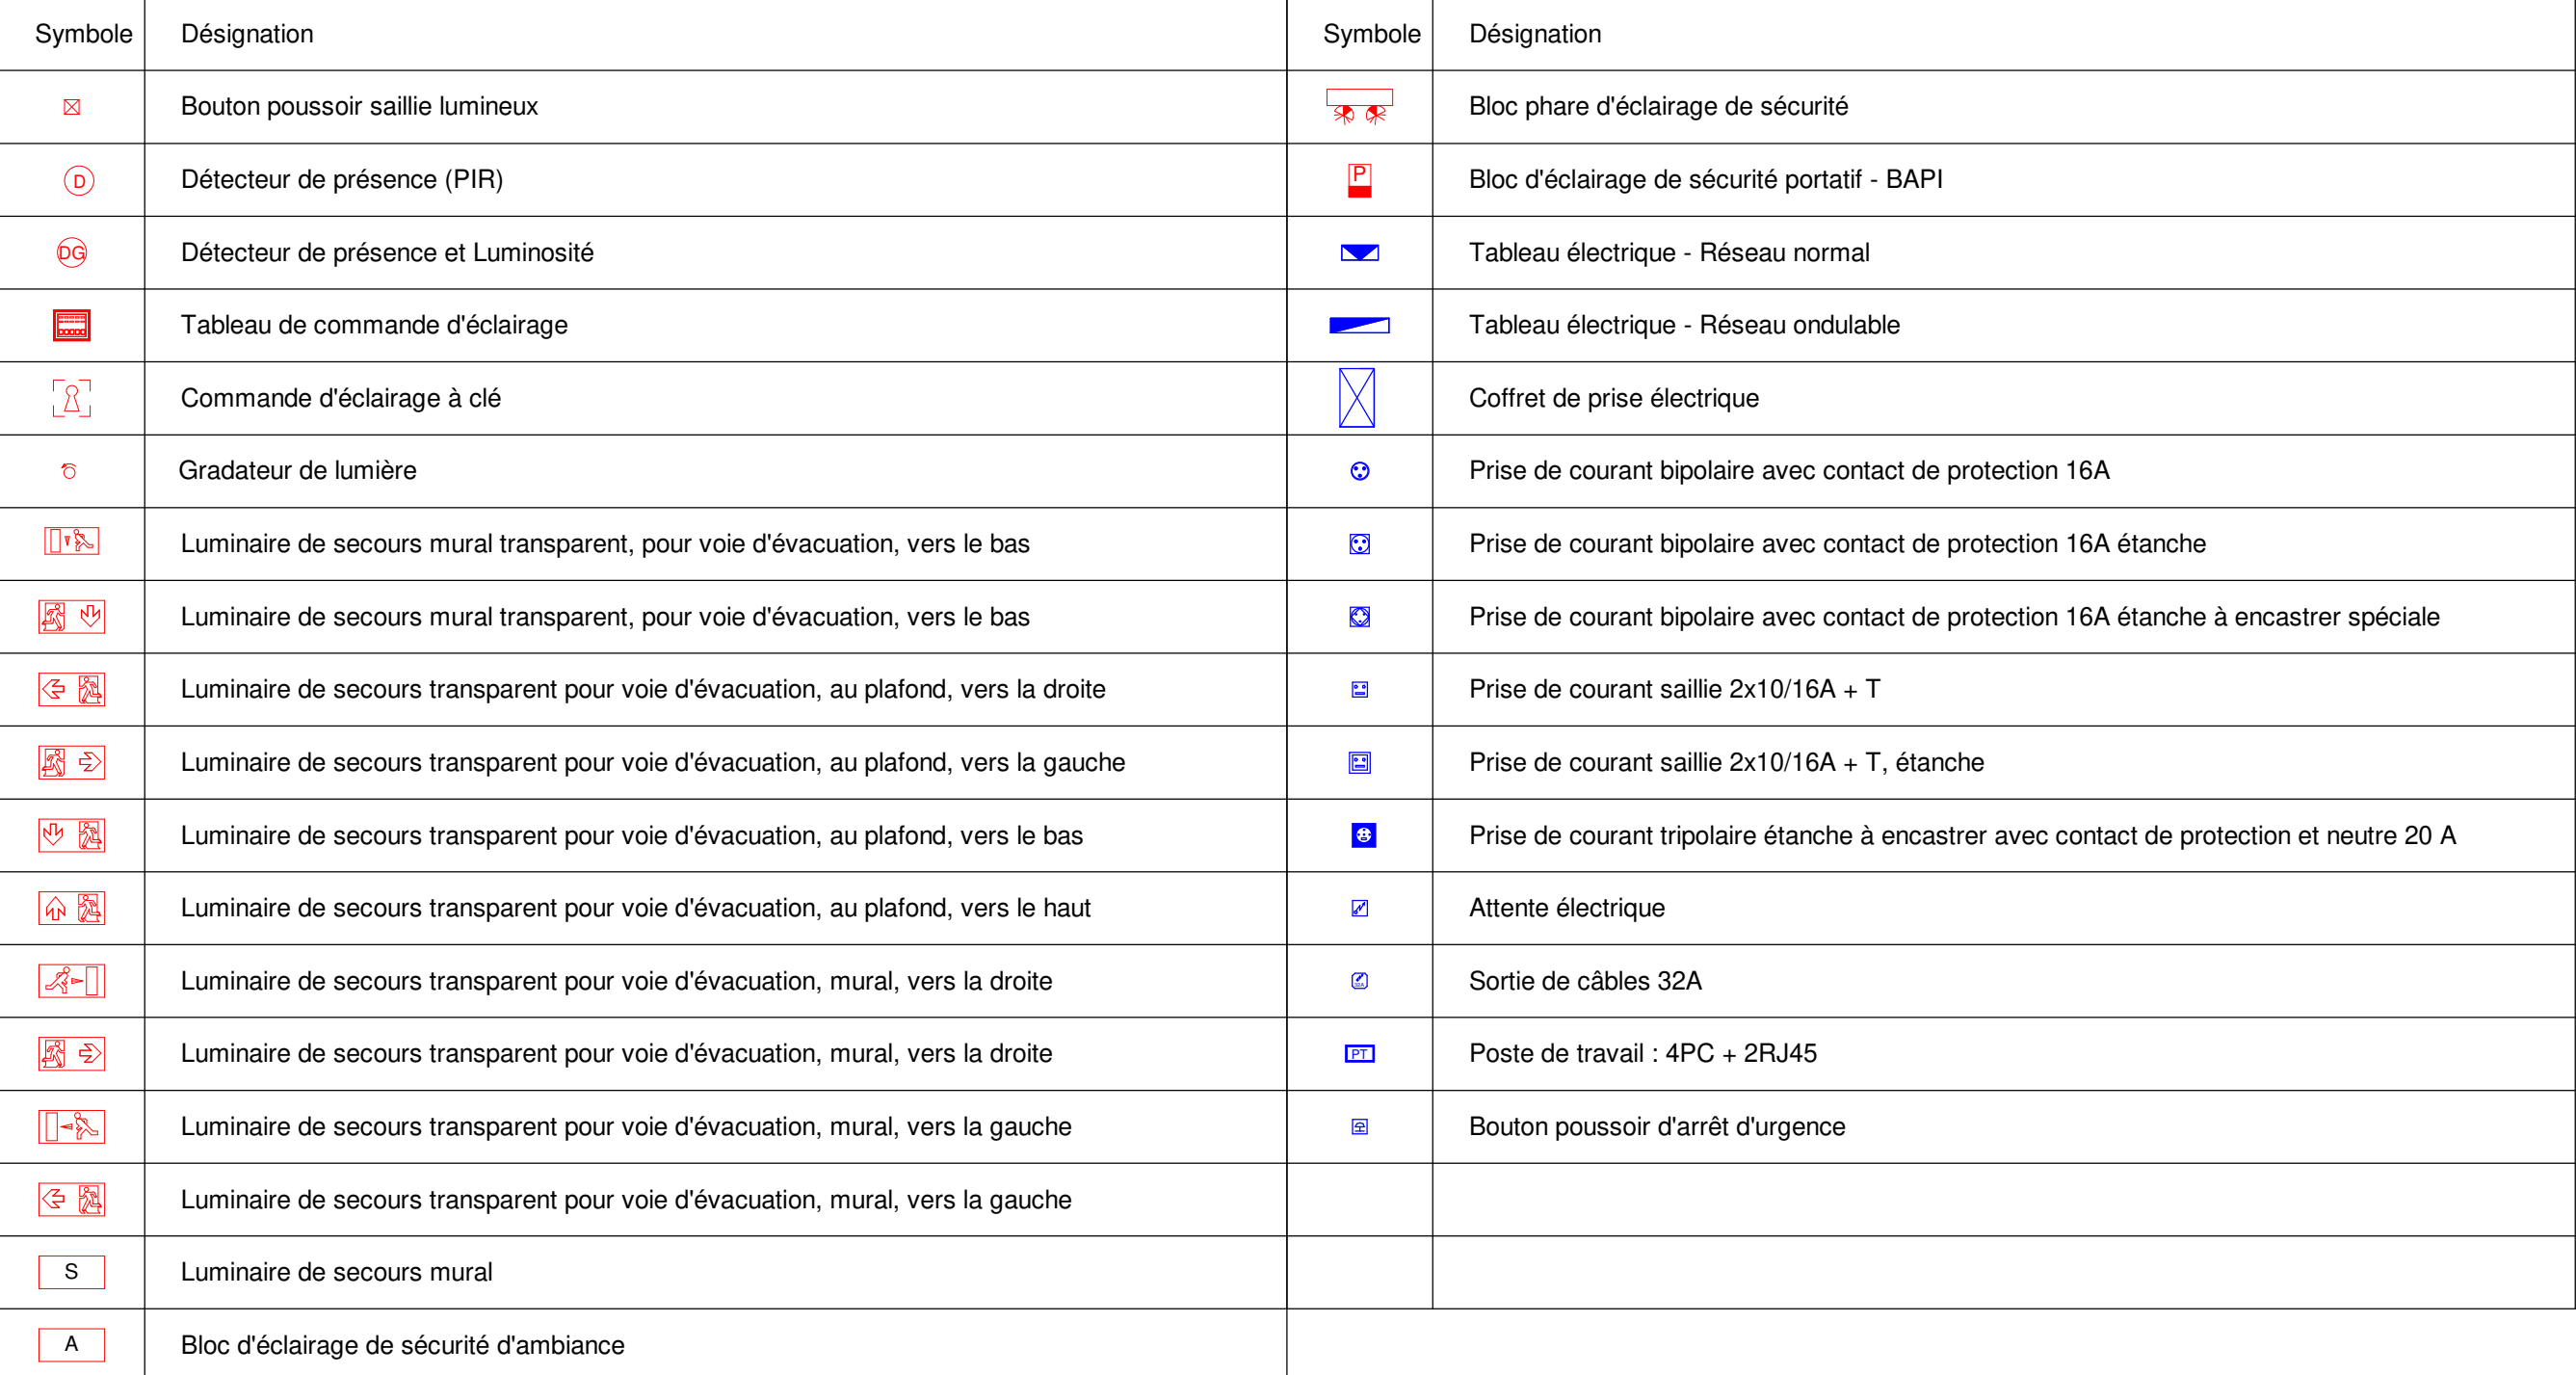 Symbole Désignation
Bouton poussoir saillie lumineux
D Détecteur de présence (PIR)
DG Détecteur de présence et Luminosité
Tableau de commande d'éclairage
Commande d'éclairage à clé
Gradateur de lumière
Luminaire de secours mural transparent, pour voie d'évacuation, vers le bas
Luminaire de secours mural transparent, pour voie d'évacuation, vers le bas
Luminaire de secours transparent pour voie d'évacuation, au plafond, vers la droite
Luminaire de secours transparent pour voie d'évacuation, au plafond, vers la gauche
Luminaire de secours transparent pour voie d'évacuation, au plafond, vers le bas
Luminaire de secours transparent pour voie d'évacuation, au plafond, vers le haut
Luminaire de secours transparent pour voie d'évacuation, mural, vers la droite
Luminaire de secours transparent pour voie d'évacuation, mural, vers la droite
Luminaire de secours transparent pour voie d'évacuation, mural, vers la gauche
Luminaire de secours transparent pour voie d'évacuation, mural, vers la gauche
S Luminaire de secours mural
A Bloc d'éclairage de sécurité d'ambiance
Symbole Désignation
Bloc phare d'éclairage de sécurité
P Bloc d'éclairage de sécurité portatif - BAPI
Tableau électrique - Réseau normal
Tableau électrique - Réseau ondulable
Coffret de prise électrique
Prise de courant bipolaire avec contact de protection 16A
Prise de courant bipolaire avec contact de protection 16A étanche
Prise de courant bipolaire avec contact de protection 16A étanche à encastrer spéciale
Prise de courant saillie 2x10/16A + T
Prise de courant saillie 2x10/16A + T, étanche
Prise de courant tripolaire étanche à encastrer avec contact de protection et neutre 20 A
Attente électrique
Sortie de câbles 32A
PT Poste de travail : 4PC + 2RJ45
Bouton poussoir d'arrêt d'urgence